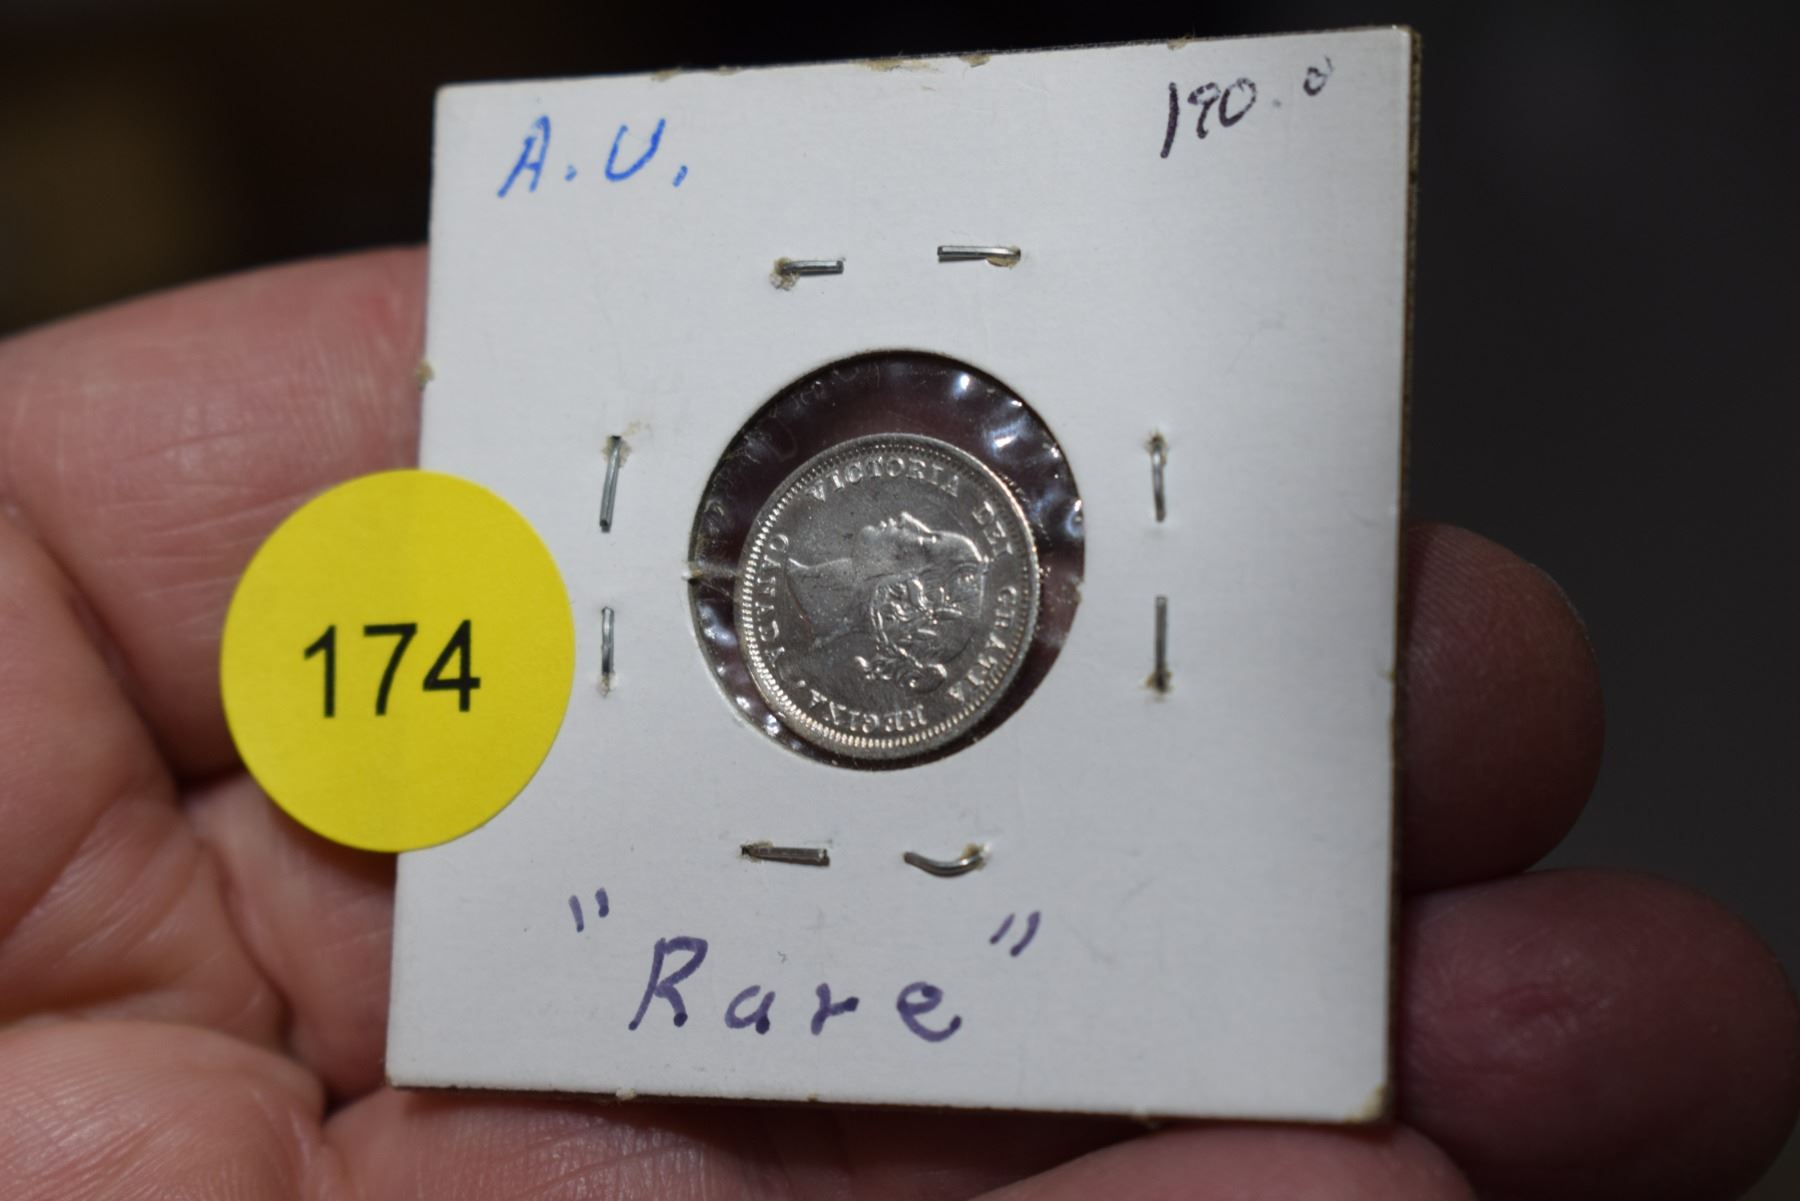 A.U.
190.0
174
VICTORIA DEI GRATIA REGINA, CANADA
"Rare"